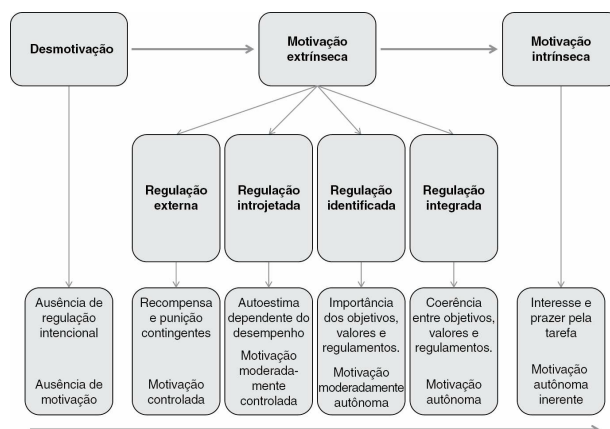 Desmotivação
Motivação
extrínseca
Motivação
intrínseca
Regulação
externa
Regulação
introjetada
Regulação
identificada
Regulação
integrada
Ausência de
regulação
intencional
Ausência de
motivação
Recompensa
e punição
contingentes
Motivação
controlada
Autoestima
dependente do
desempenho
Motivação
moderada-
mente
controlada
Importância
dos objetivos,
valores e
regulamentos.
Motivação
moderadamente
autônoma
Coerência
entre objetivos,
valores e
regulamentos.
Motivação
autônoma
Interesse e
prazer pela
tarefa
Motivação
autônoma
inerente